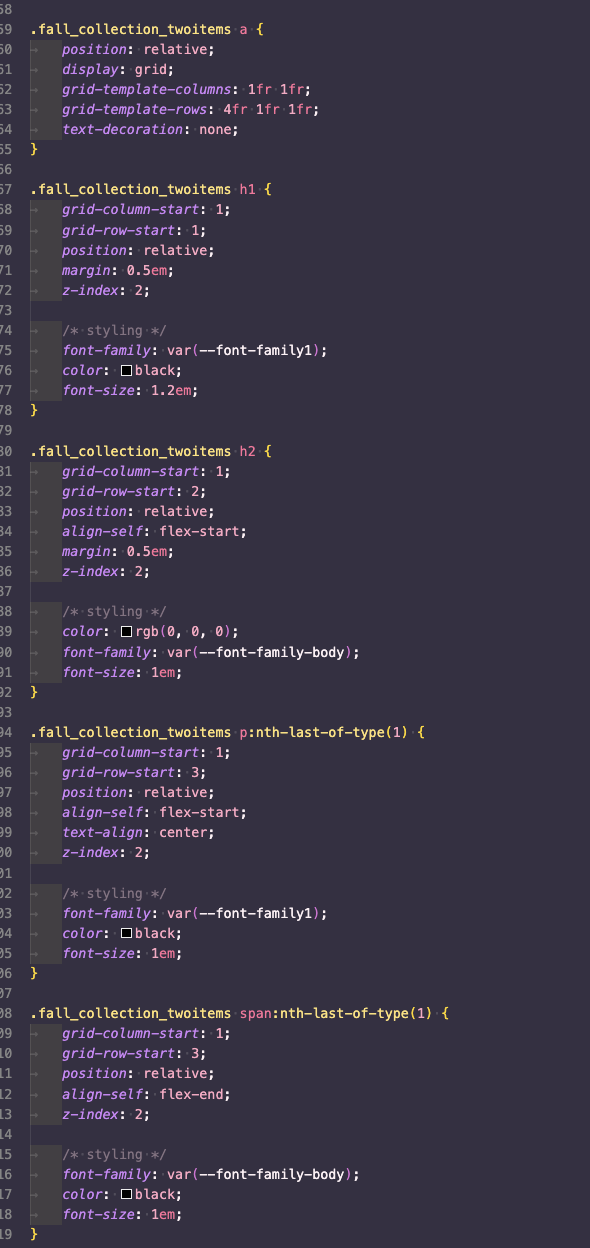 58
59 .fall_collection_twoitems a {
60 position: relative;
61 display: grid;
62 grid-template-columns: 1fr 1fr;
63 grid-template-rows: 4fr 1fr 1fr;
64 text-decoration: none;
65 }
66
67 .fall_collection_twoitems h1 {
68 grid-column-start: 1;
69 grid-row-start: 1;
70 position: relative;
71 margin: 0.5em;
72 z-index: 2;
73
74 /* styling */
75 font-family: var(--font-family1);
76 color: black;
77 font-size: 1.2em;
78 }
79
80 .fall_collection_twoitems h2 {
81 grid-column-start: 1;
82 grid-row-start: 2;
83 position: relative;
84 align-self: flex-start;
85 margin: 0.5em;
86 z-index: 2;
87
88 /* styling */
89 color: rgb(0, 0, 0);
90 font-family: var(--font-family-body);
91 font-size: 1em;
92 }
93
94 .fall_collection_twoitems p:nth-last-of-type(1) {
95 grid-column-start: 1;
96 grid-row-start: 3;
97 position: relative;
98 align-self: flex-start;
99 text-align: center;
00 z-index: 2;
01
02 /* styling */
03 font-family: var(--font-family1);
04 color: black;
05 font-size: 1em;
06 }
07
08 .fall_collection_twoitems span:nth-last-of-type(1) {
09 grid-column-start: 1;
10 grid-row-start: 3;
11 position: relative;
12 align-self: flex-end;
13 z-index: 2;
14
15 /* styling */
16 font-family: var(--font-family-body);
17 color: black;
18 font-size: 1em;
19 }